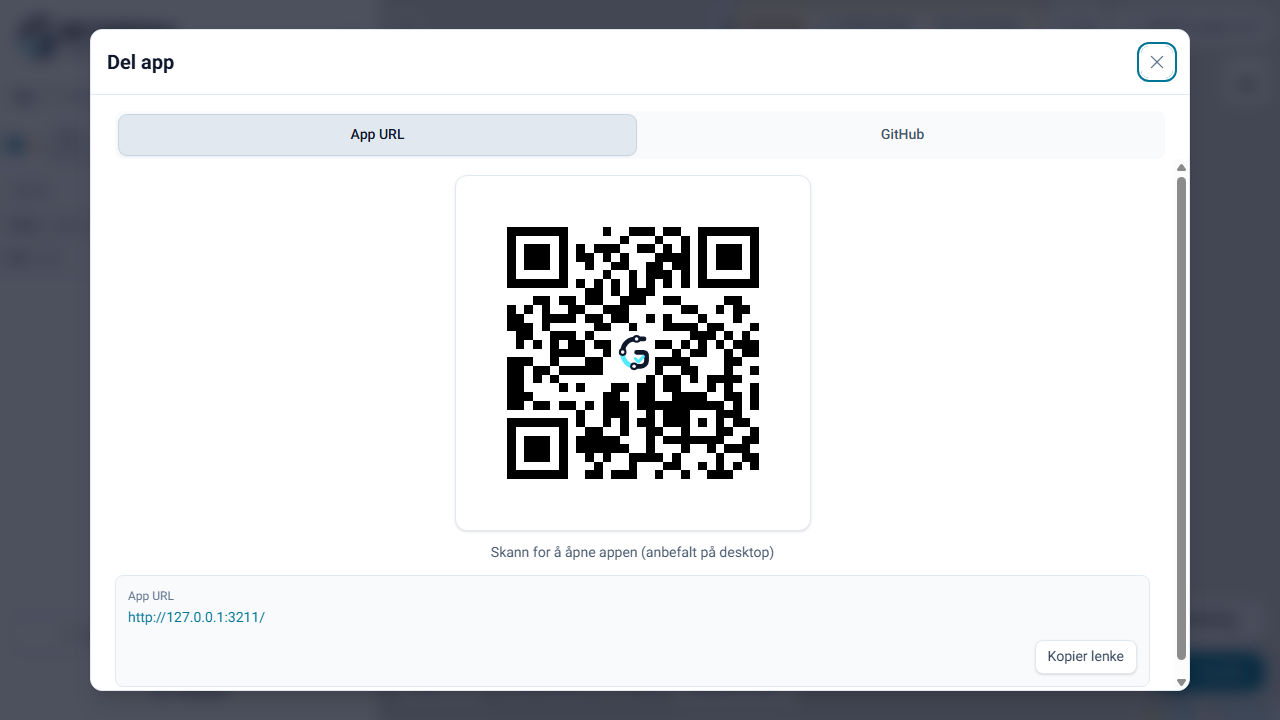 Del app
App URL
GitHub
Skann for å åpne appen (anbefalt på desktop)
App URL
http://127.0.0.1:3211/
Kopier lenke